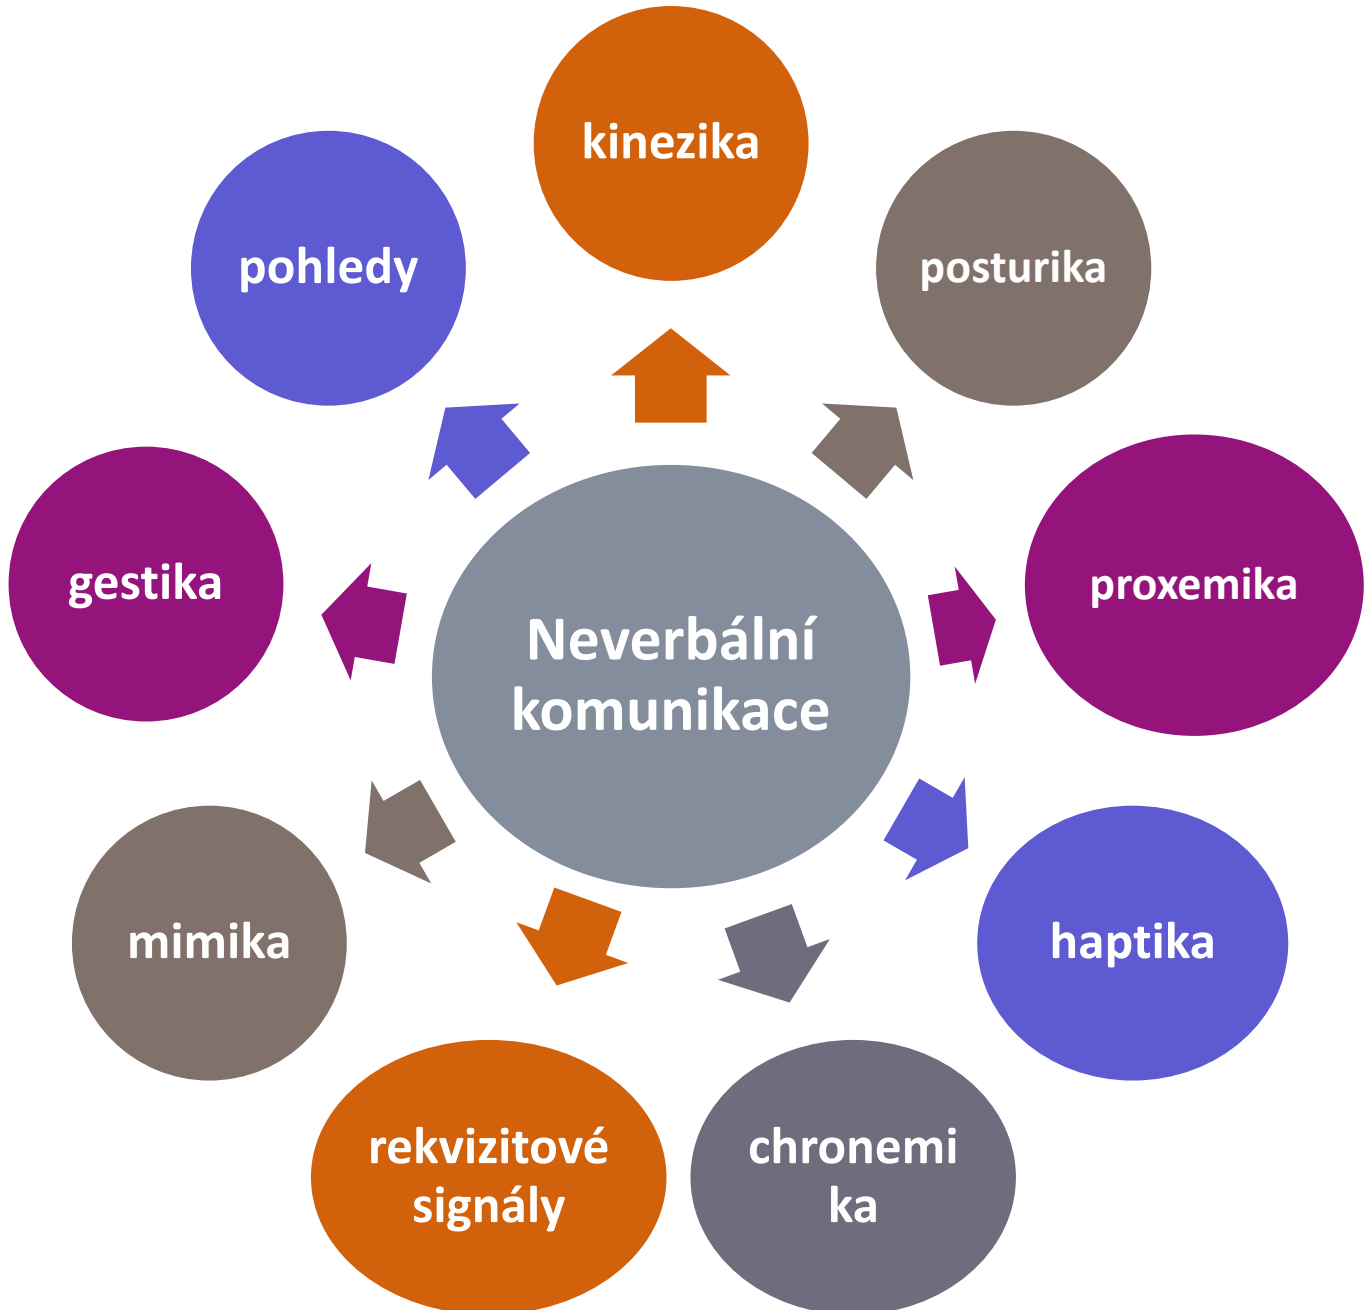 kinezika
pohledy
posturika
gestika
proxemika
Neverbální
komunikace
mimika
haptika
rekvizitové
signály
chronemi
ka